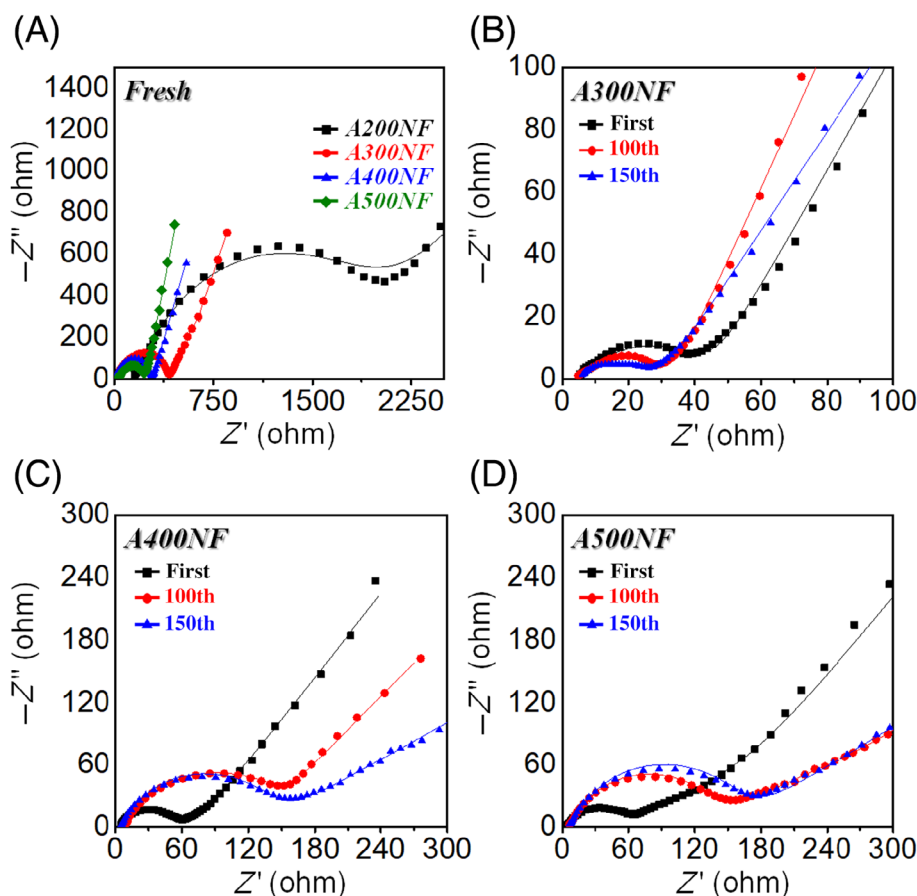 (A)
Fresh
A200NF
A300NF
A400NF
A500NF
1500
1400
1200
1000
800
600
400
200
0
0 750 1500 2250
−Z″ (ohm)
Z′ (ohm)
(B)
A300NF
First
100th
150th
100
80
60
40
20
0
0 20 40 60 80 100
−Z″ (ohm)
Z′ (ohm)
(C)
A400NF
First
100th
150th
300
240
180
120
60
0
0 60 120 180 240 300
−Z″ (ohm)
Z′ (ohm)
(D)
A500NF
First
100th
150th
300
240
180
120
60
0
0 60 120 180 240 300
−Z″ (ohm)
Z′ (ohm)